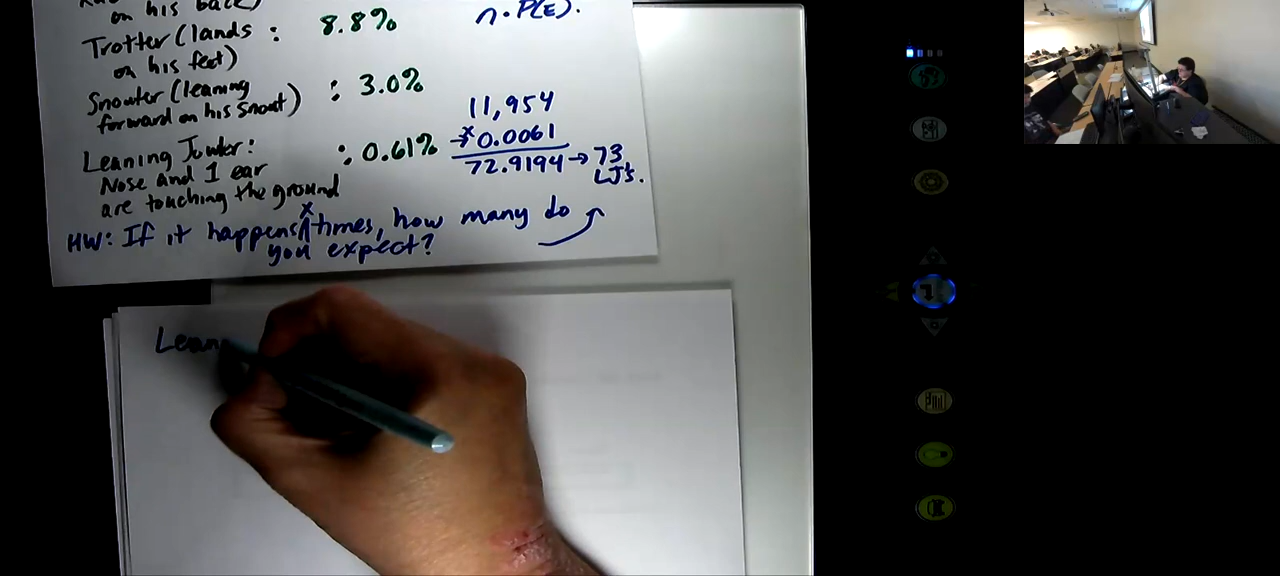 on his back)
Trotter (lands : 8.8% n·P(E).
on his feet)
Snouter (leaning : 3.0%
forward on his snout)
11,954
x 0.0061
72.9194 → 73
LJ's.
Leaning Jowler: : 0.61%
Nose and 1 ear
are touching the ground
HW: If it happens x times, how many do
you expect?
Lean